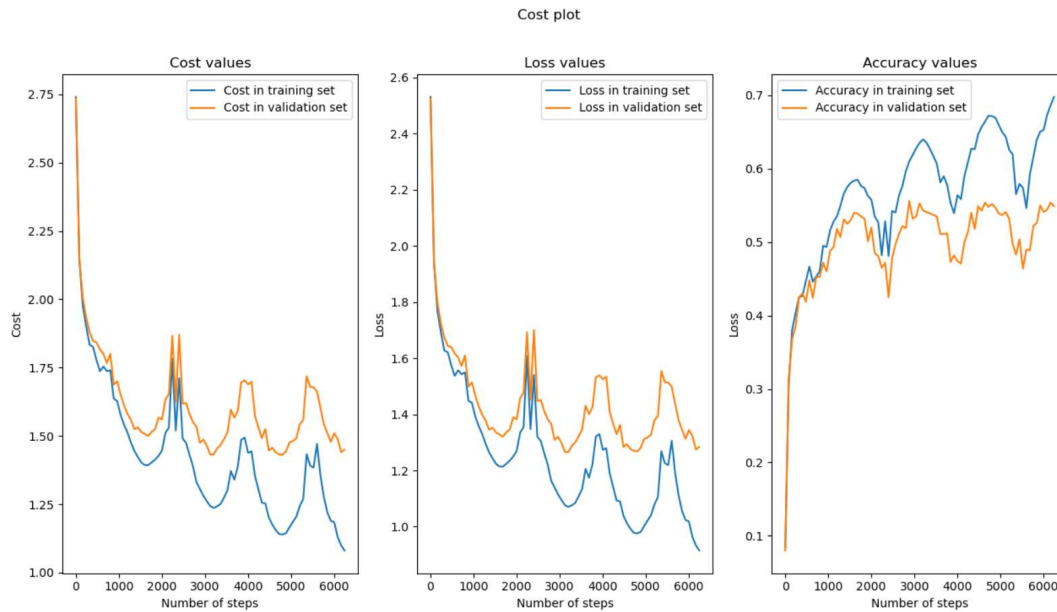 Cost plot
Cost values
Cost in training set
Cost in validation set
2.75
2.50
2.25
2.00
1.75
1.50
1.25
1.00
Cost
0 1000 2000 3000 4000 5000 6000
Number of steps
Loss values
Loss in training set
Loss in validation set
2.6
2.4
2.2
2.0
1.8
1.6
1.4
1.2
1.0
Loss
0 1000 2000 3000 4000 5000 6000
Number of steps
Accuracy values
Accuracy in training set
Accuracy in validation set
0.7
0.6
0.5
0.4
0.3
0.2
0.1
Loss
0 1000 2000 3000 4000 5000 6000
Number of steps